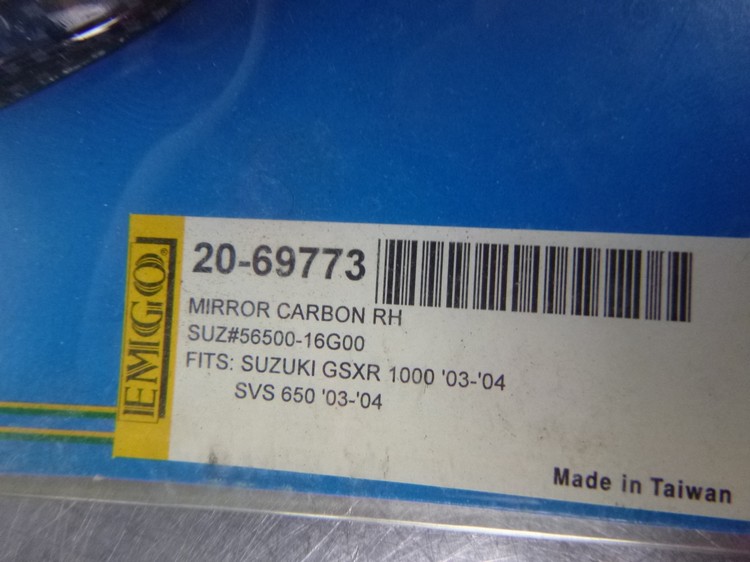 EMGO®
20-69773
MIRROR CARBON RH
SUZ#56500-16G00
FITS: SUZUKI GSXR 1000 '03-'04
SVS 650 '03-'04
Made in Taiwan